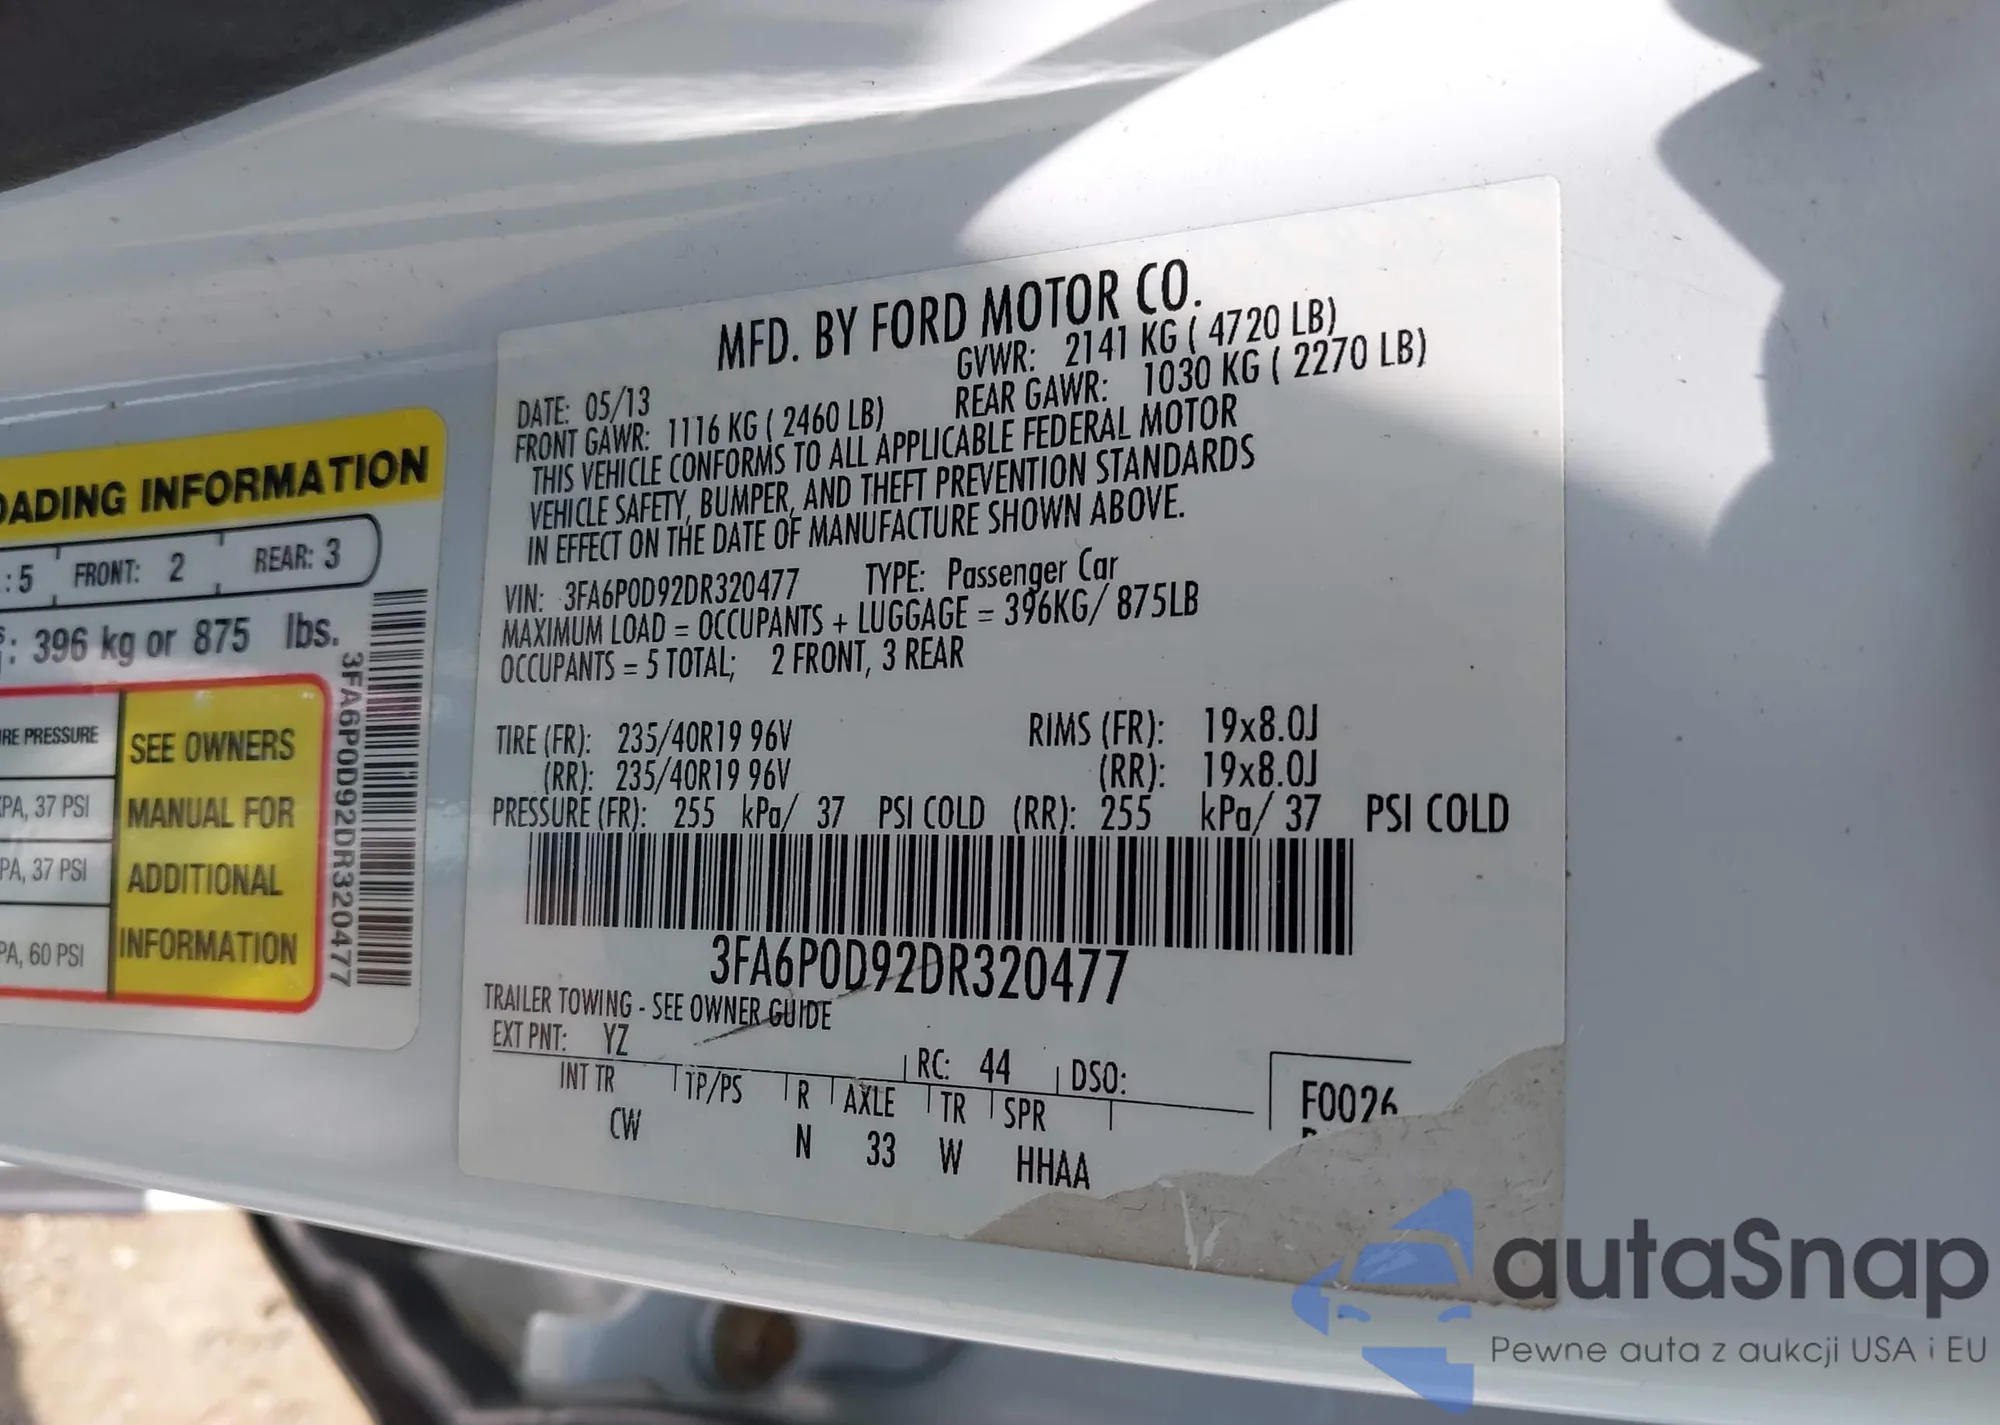 OADING INFORMATION
: 5 FRONT: 2 REAR: 3
: 396 kg or 875 lbs.
RE PRESSURE
PA, 37 PSI
PA, 37 PSI
PA, 60 PSI
SEE OWNERS
MANUAL FOR
ADDITIONAL
INFORMATION
3FA6P0D92DR320477
MFD. BY FORD MOTOR CO.
DATE: 05/13 GVWR: 2141 KG ( 4720 LB)
FRONT GAWR: 1116 KG ( 2460 LB) REAR GAWR: 1030 KG ( 2270 LB)
THIS VEHICLE CONFORMS TO ALL APPLICABLE FEDERAL MOTOR
VEHICLE SAFETY, BUMPER, AND THEFT PREVENTION STANDARDS
IN EFFECT ON THE DATE OF MANUFACTURE SHOWN ABOVE.
VIN: 3FA6P0D92DR320477 TYPE: Passenger Car
MAXIMUM LOAD = OCCUPANTS + LUGGAGE = 396KG/ 875LB
OCCUPANTS = 5 TOTAL; 2 FRONT, 3 REAR
TIRE (FR): 235/40R19 96V RIMS (FR): 19x8.0J
(RR): 235/40R19 96V (RR): 19x8.0J
PRESSURE (FR): 255 kPa/ 37 PSI COLD (RR): 255 kPa/ 37 PSI COLD
3FA6P0D92DR320477
TRAILER TOWING - SEE OWNER GUIDE
EXT PNT: YZ RC: 44 DSO:
INT TR TP/PS R AXLE TR SPR
CW N 33 W HHAA
F0026
autaSnap
Pewne auta z aukcji USA i EU